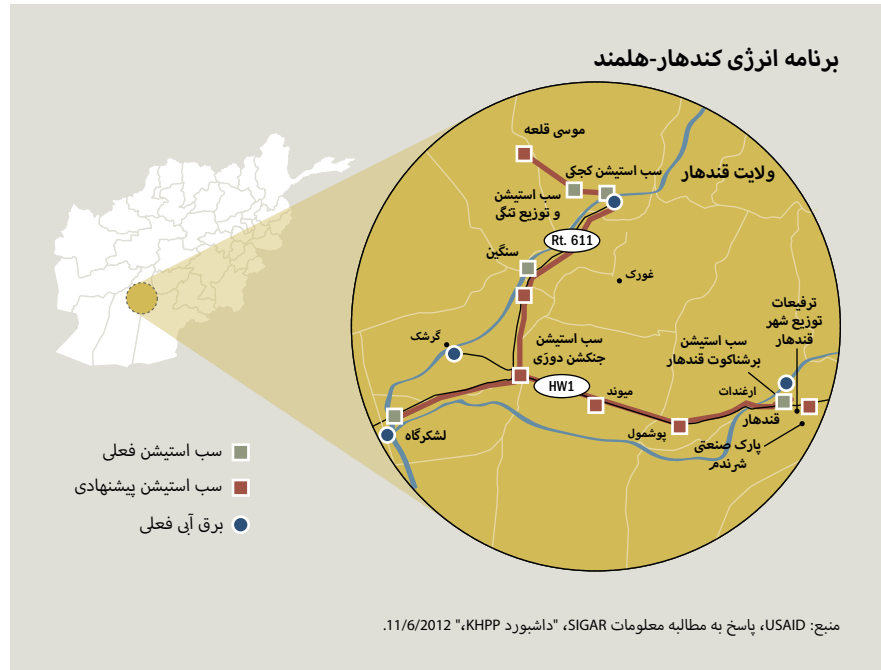 برنامه انرژی کندهار-هلمند
موسی قلعه
سب استیشن کجکی
ولایت قندهار
سب استیشن
و توزیع تنگی
Rt. 611
سنگین
غورک
ترفیعات
توزیع شهر
قندهار
گرشک
سب استیشن
جنکشن دورَی
سب استیشن
برشناکوت قندهار
HW1
میوند
ارغندات
لشکرگاه
پوشمول
قندهار
پارک صنعتی
شرندم
سب استیشن فعلی
سب استیشن پیشنهادی
برق آبی فعلی
منبع: USAID، پاسخ به مطالبه معلومات SIGAR، "داشبورد KHPP،" 11/6/2012.